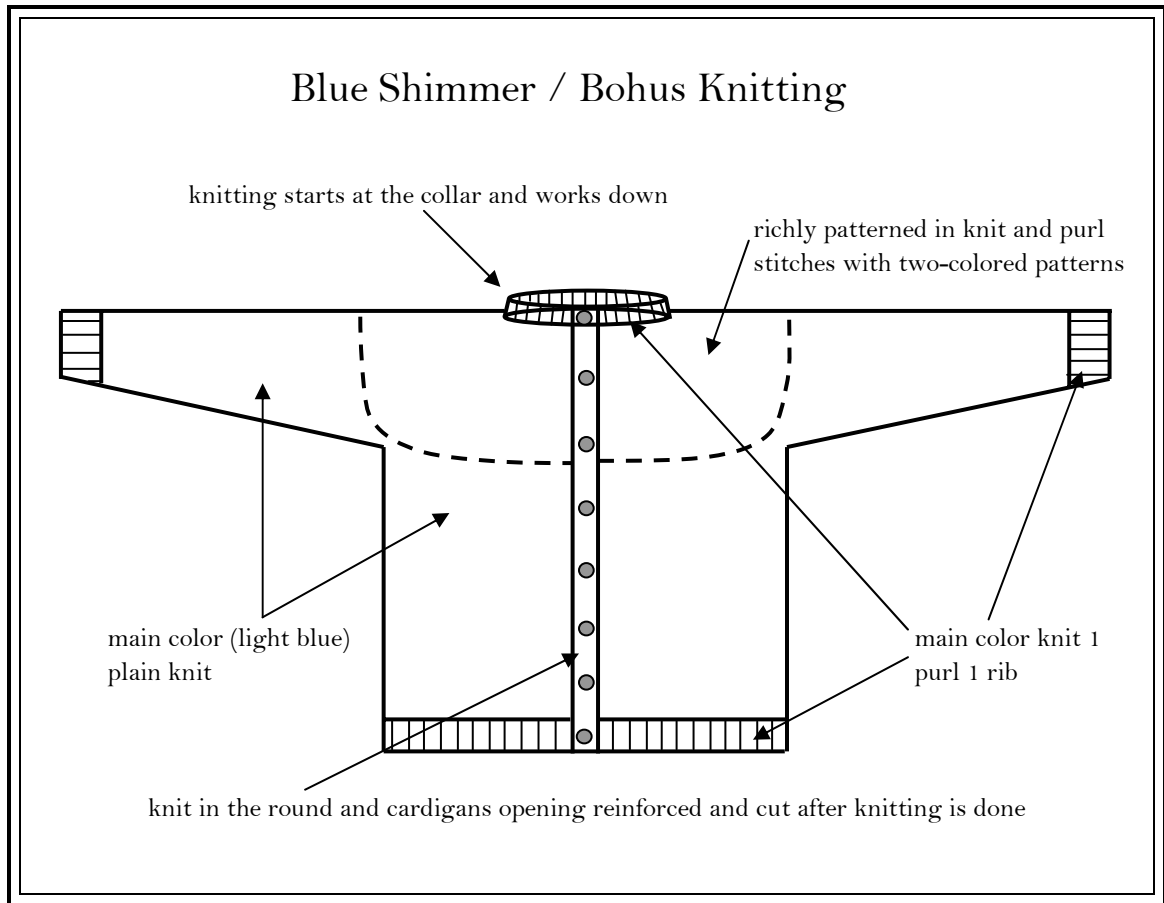 Blue Shimmer / Bohus Knitting
knitting starts at the collar and works down
richly patterned in knit and purl
stitches with two-colored patterns
main color (light blue)
plain knit
main color knit 1
purl 1 rib
knit in the round and cardigans opening reinforced and cut after knitting is done